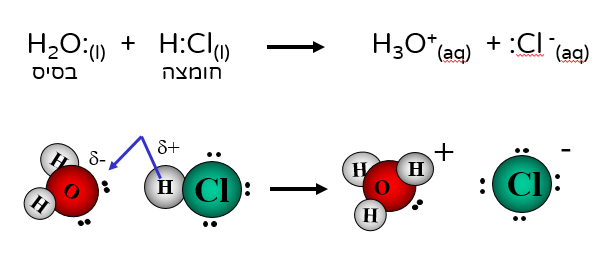 H₂O:(l) + H:Cl(l) → H₃O⁺(aq) + :Cl⁻(aq)
בסיס חומצה
δ- δ+ + -
H H O H Cl H H O H Cl